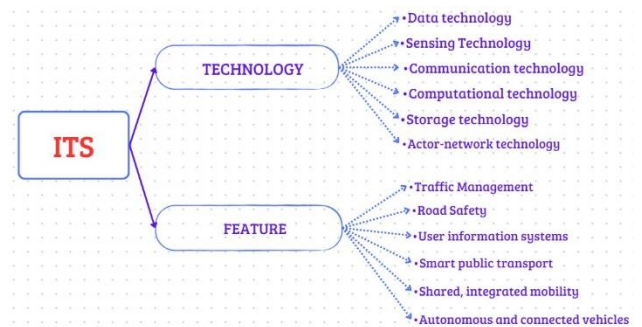 ITS
TECHNOLOGY
• Data technology
• Sensing Technology
• Communication technology
• Computational technology
• Storage technology
• Actor-network technology
FEATURE
• Traffic Management
• Road Safety
• User information systems
• Smart public transport
• Shared, integrated mobility
• Autonomous and connected vehicles